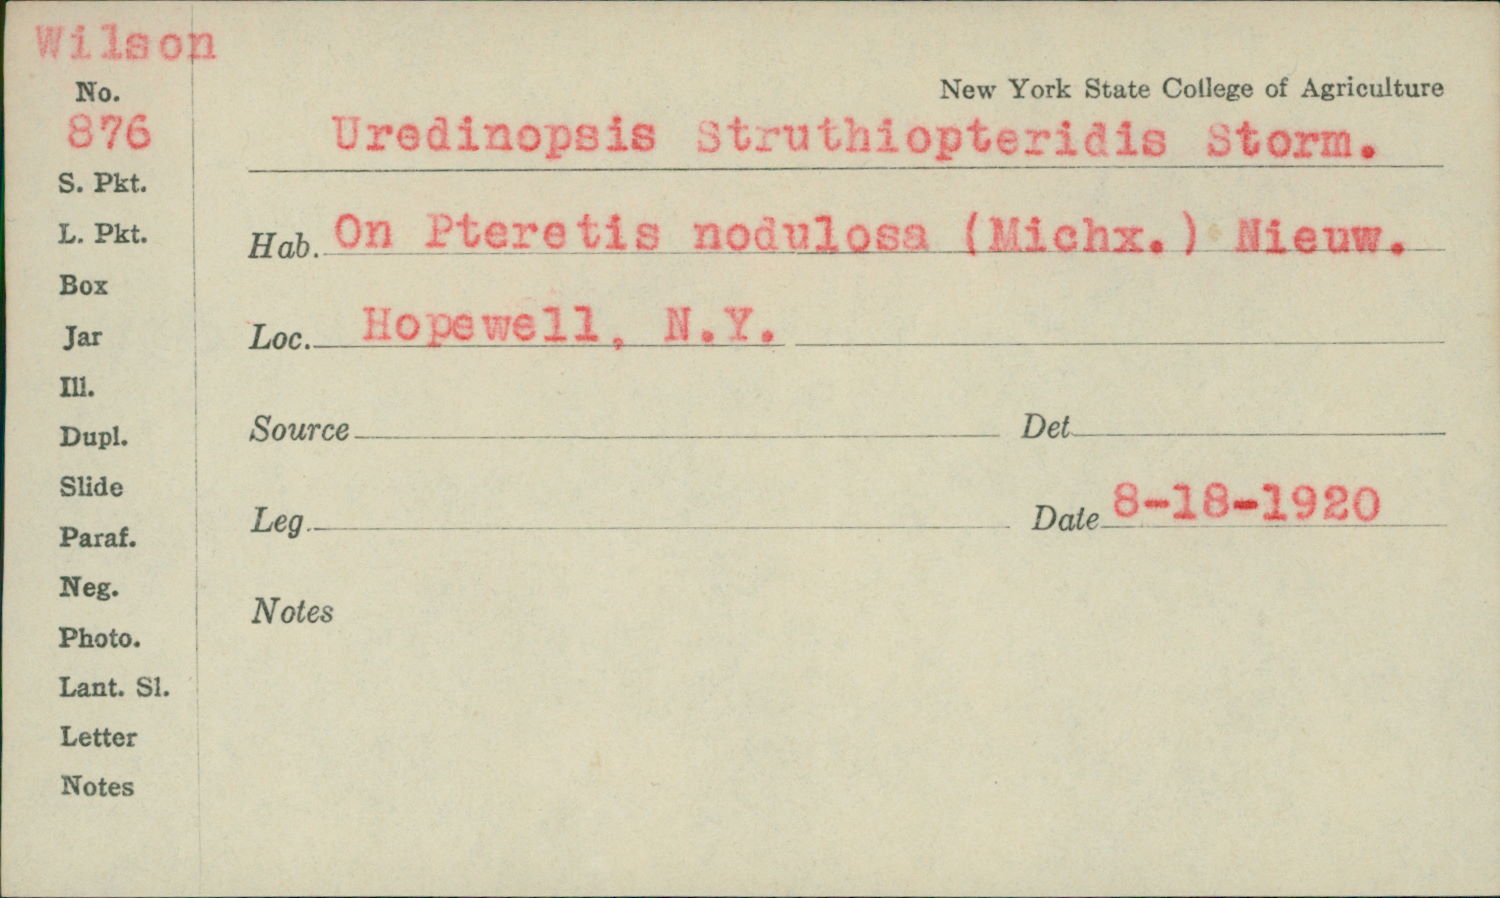 Wilson
No.
876
S. Pkt.
L. Pkt.
Box
Jar
Ill.
Dupl.
Slide
Paraf.
Neg.
Photo.
Lant. Sl.
Letter
Notes
New York State College of Agriculture
Uredinopsis Struthiopteridis Storm.
Hab. On Pteretis nodulosa (Michx.) Nieuw.
Loc. Hopewell, N.Y.
Source Det
Leg. Date 8-18-1920
Notes